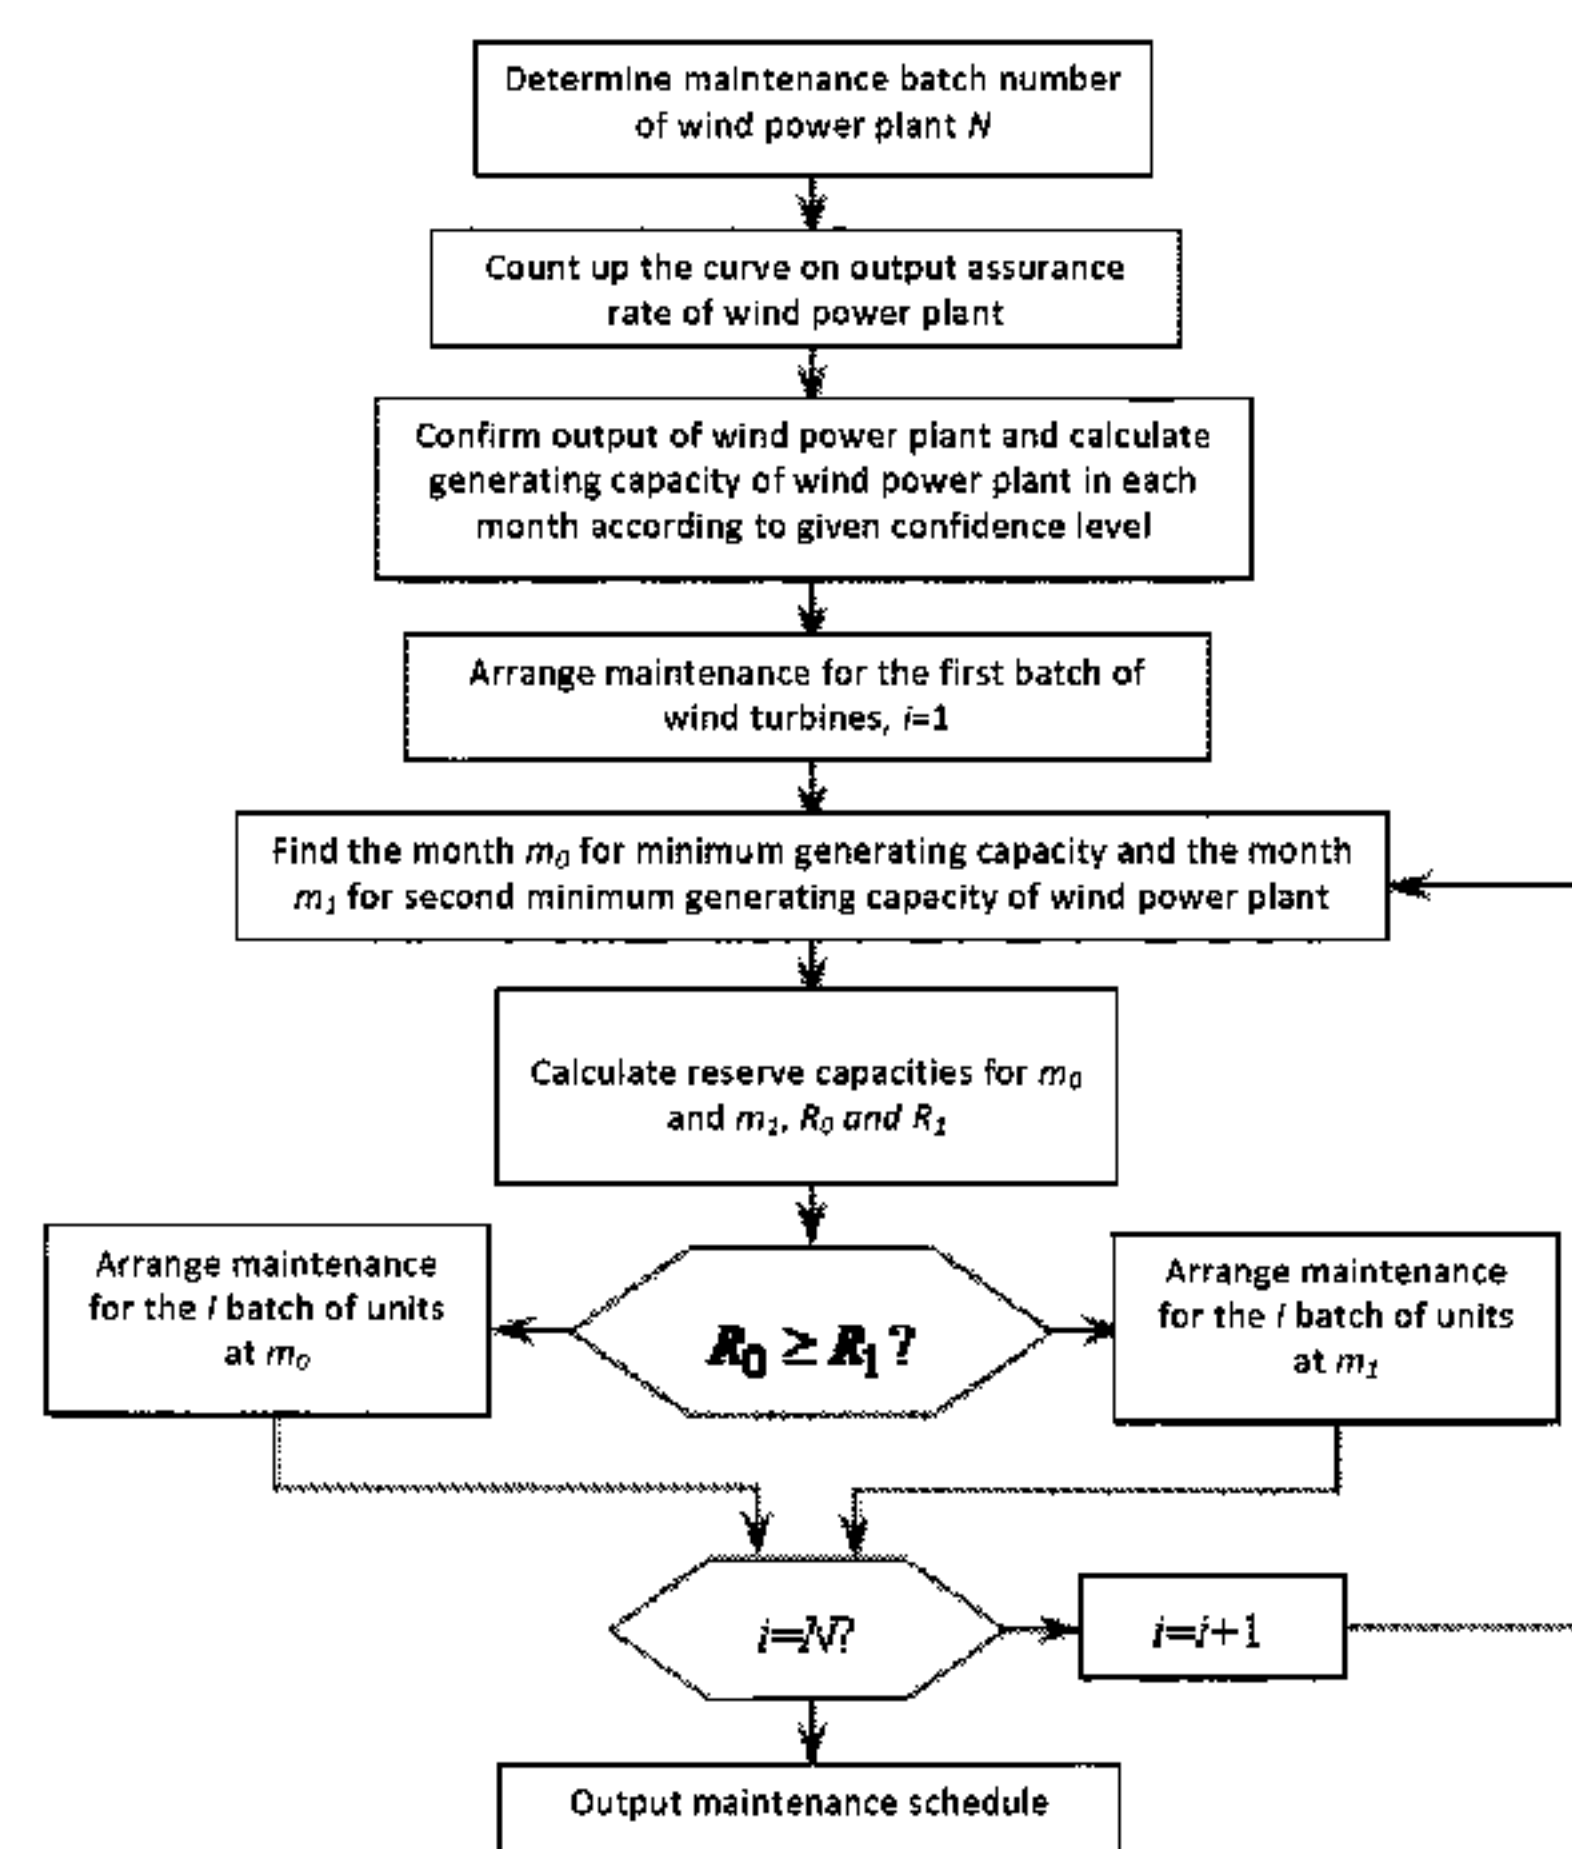 Determine maintenance batch number
of wind power plant N
Count up the curve on output assurance
rate of wind power plant
Confirm output of wind power plant and calculate
generating capacity of wind power plant in each
month according to given confidence level
Arrange maintenance for the first batch of
wind turbines, i=1
Find the month m₀ for minimum generating capacity and the month
m₁ for second minimum generating capacity of wind power plant
Calculate reserve capacities for m₀
and m₁, R₀ and R₁
Arrange maintenance
for the i batch of units
at m₀
R₀ ≥ R₁ ?
Arrange maintenance
for the i batch of units
at m₁
i=N?
i=i+1
Output maintenance schedule